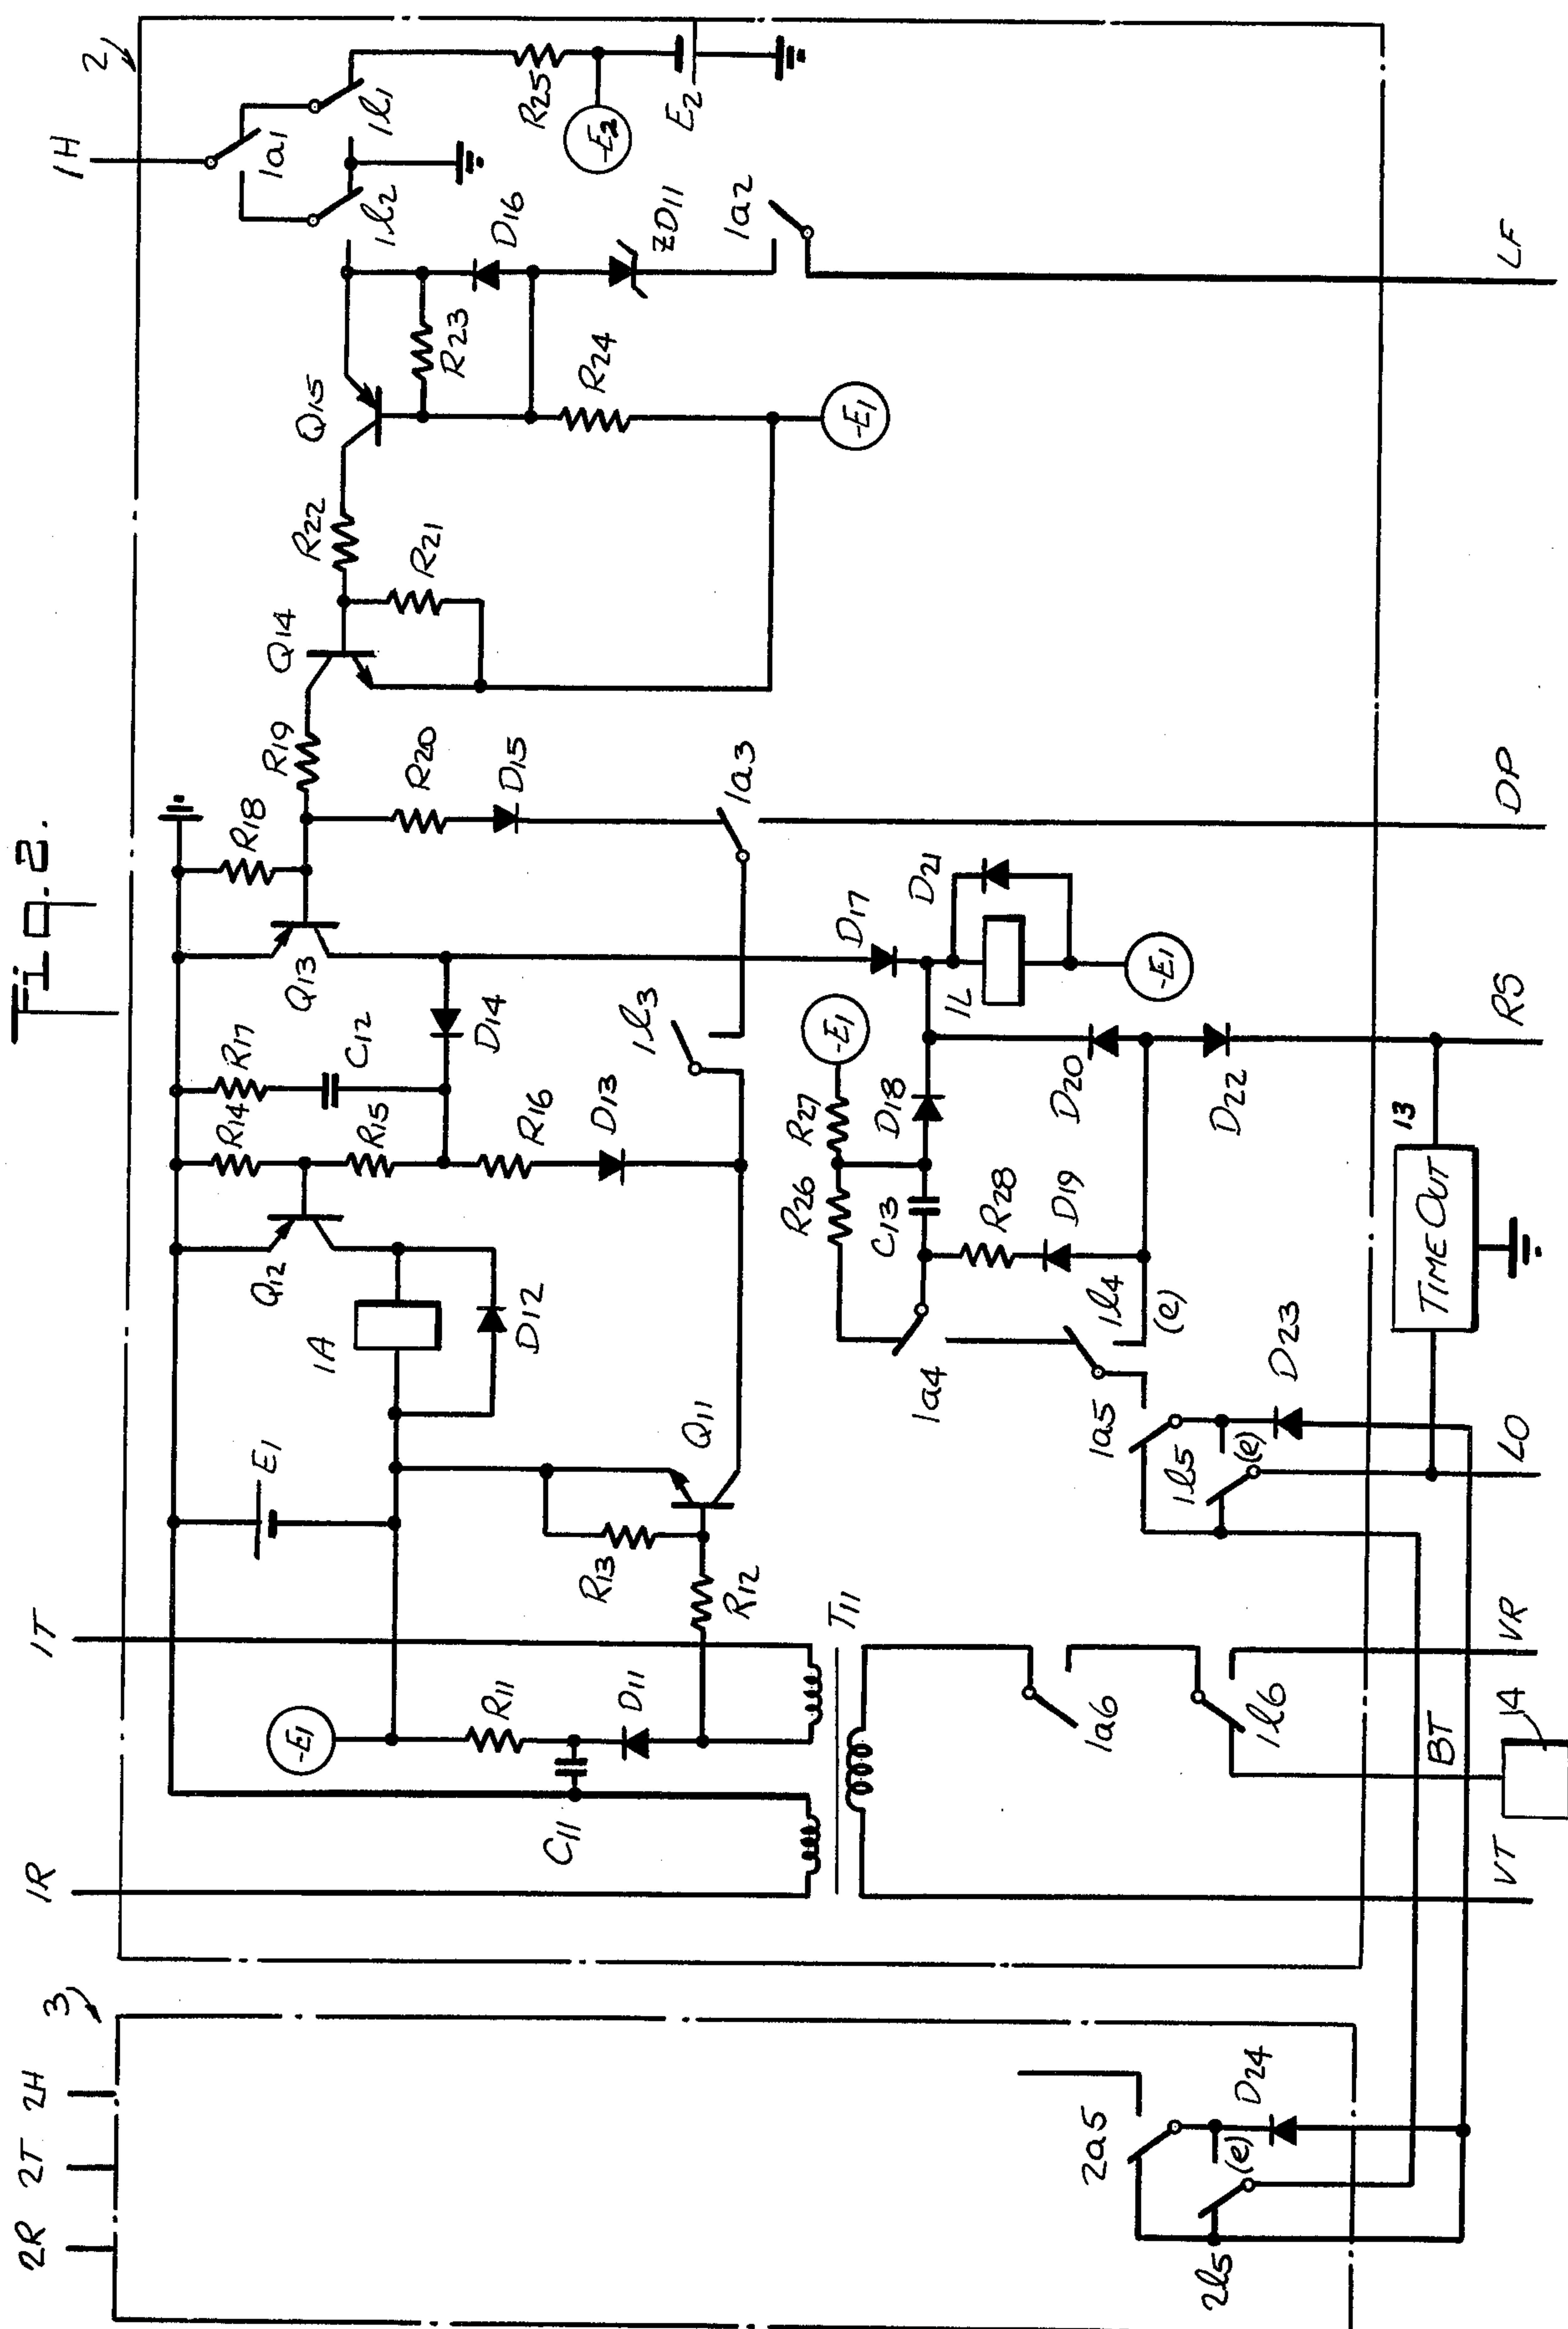 Fig. 2.
2
1H
1a1
1l1
1l2
R25
-E2
E2
D16
ZD11
1a2
LF
R23
R24
Q15
-E1
R22
R21
Q14
R19
R20
D15
1a3
DP
R18
Q13
D14
R17
C12
R14
R15
R16
D13
1l3
D17
D21
1L
-E1
-E1
R27
D18
D20
D22
RS
R26
C13
R28
D19
1l4
(e)
13
TIME OUT
Q12
1A
D12
1a4
1a5
D23
1l5
(e)
LO
E1
Q11
R13
R12
1T
T11
-E1
R11
D11
C11
1R
1a6
1l6
VR
BT
14
VT
3
2H
2T
2R
2a5
D24
(e)
2l5